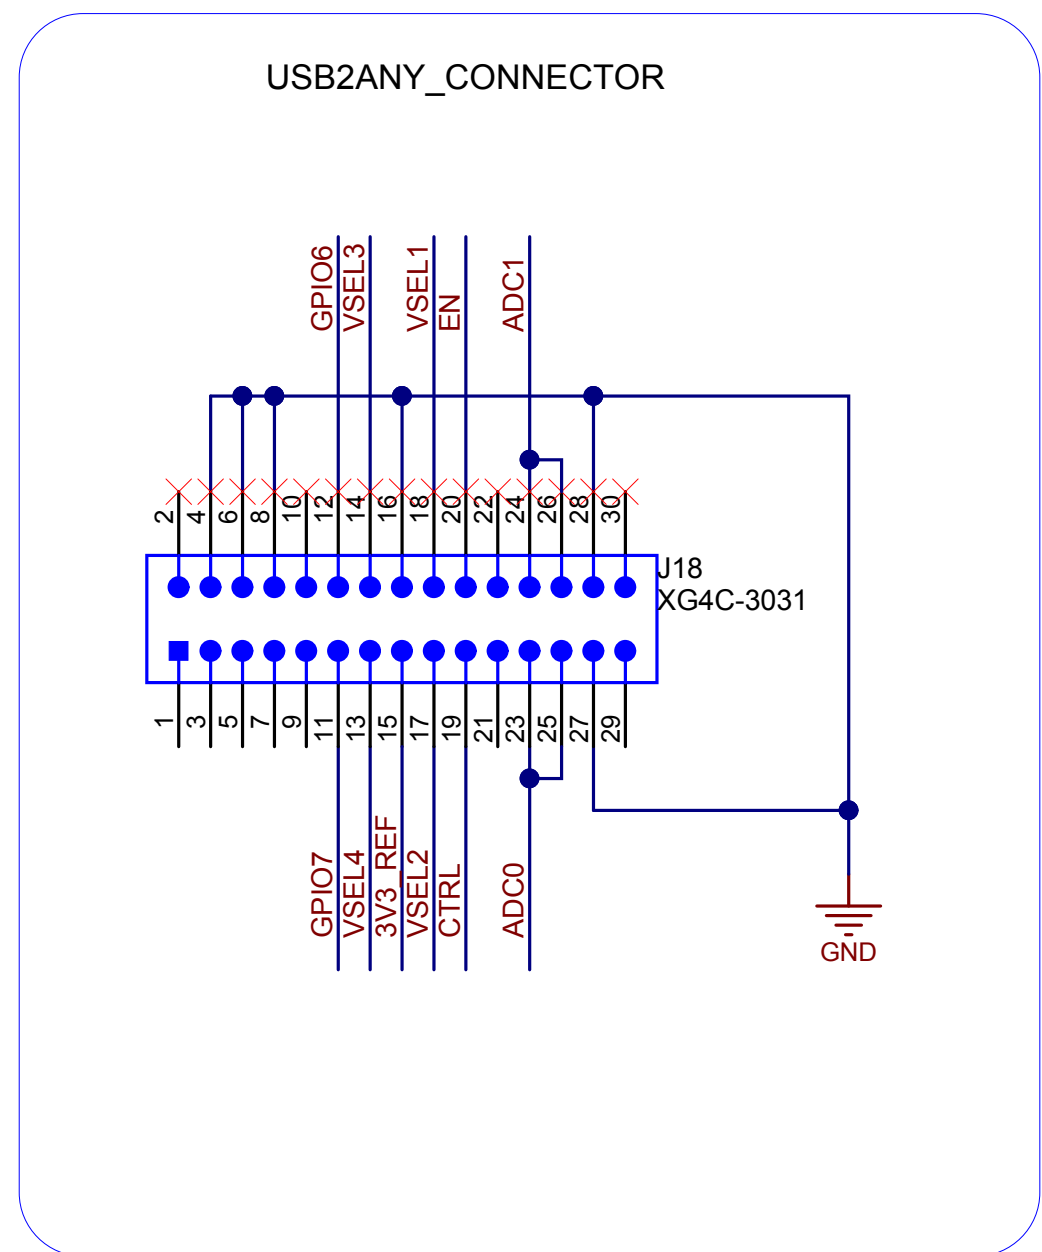 USB2ANY_CONNECTOR
GPIO6
VSEL3
VSEL1
EN
ADC1
2
4
6
8
10
12
14
16
18
20
22
24
26
28
30
J18
XG4C-3031
1
3
5
7
9
11
13
15
17
19
21
23
25
27
29
GPIO7
VSEL4
3V3_REF
VSEL2
CTRL
ADC0
GND